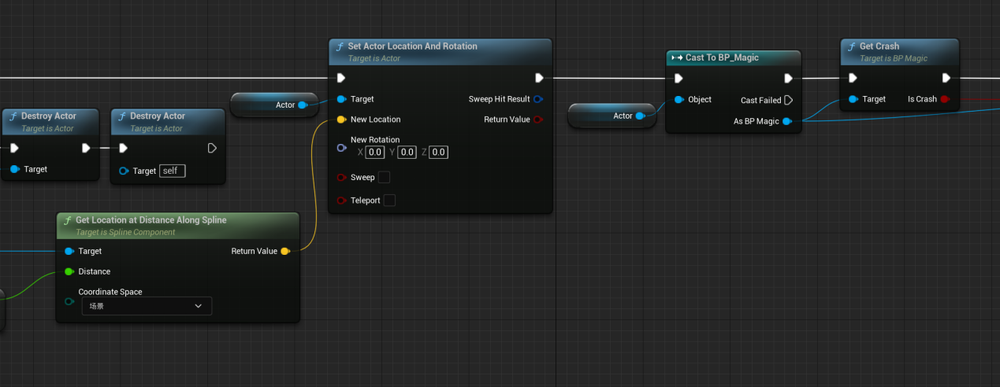 Set Actor Location And Rotation
Target is Actor
Target
Sweep Hit Result
New Location
Return Value
New Rotation
X 0.0 Y 0.0 Z 0.0
Sweep
Teleport
Actor
Cast To BP_Magic
Object
Cast Failed
As BP Magic
Actor
Get Crash
Target is BP Magic
Target
Is Crash
Destroy Actor
Target is Actor
Target
Destroy Actor
Target is Actor
Target self
Get Location at Distance Along Spline
Target is Spline Component
Target
Return Value
Distance
Coordinate Space
场景